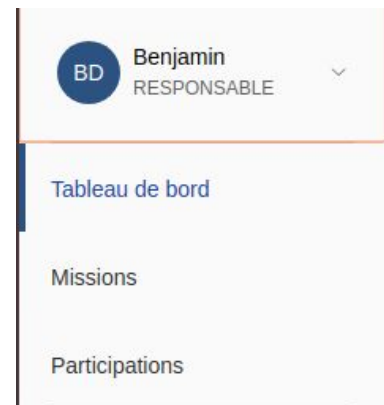 BD
Benjamin
RESPONSABLE
Tableau de bord
Missions
Participations